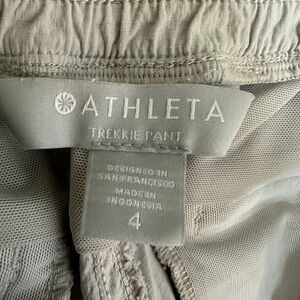 ATHLETA
TREKKIE PANT
DESIGNED IN
SAN FRANCISCO
MADE IN
INDONESIA
4